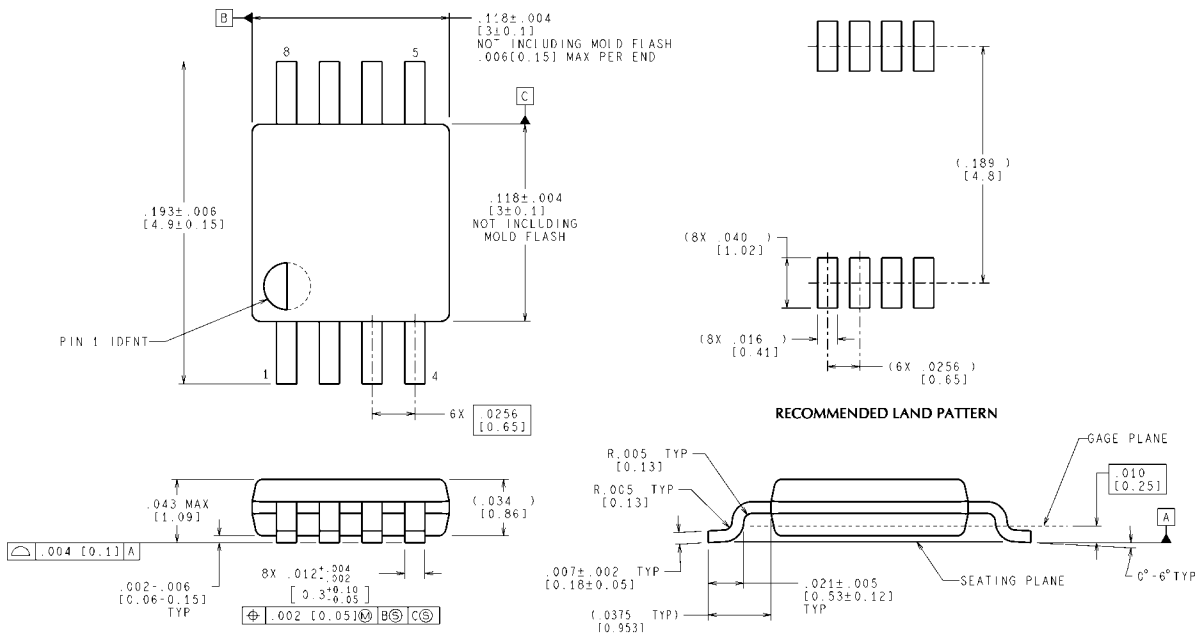 B
.118±.004
[3±0.1]
NOT INCLUDING MOLD FLASH
.006[0.15] MAX PER END
8
5
C
.193±.006
[4.9±0.15]
.118±.004
[3±0.1]
NOT INCLUDING
MOLD FLASH
PIN 1 IDENT
1
4
6X .0256
[0.65]
(.189 )
[4.8]
(8X .040 )
[1.02]
(8X .016 )
[0.41]
(6X .0256 )
[0.65]
RECOMMENDED LAND PATTERN
.043 MAX
[1.09]
(.034 )
[0.86]
⌓ .004 [0.1] A
.002-.006
[0.06-0.15]
TYP
8X .012+.004 -.002
[0.3+0.10 -0.05]
⌖ .002 [0.05]Ⓜ BⓈ CⓈ
R.005 TYP
[0.13]
R.005 TYP
[0.13]
GAGE PLANE
.010
[0.25]
A
.007±.002 TYP
[0.18±0.05]
.021±.005
[0.53±0.12]
TYP
SEATING PLANE
0°-6° TYP
(.0375 TYP)
[0.953]